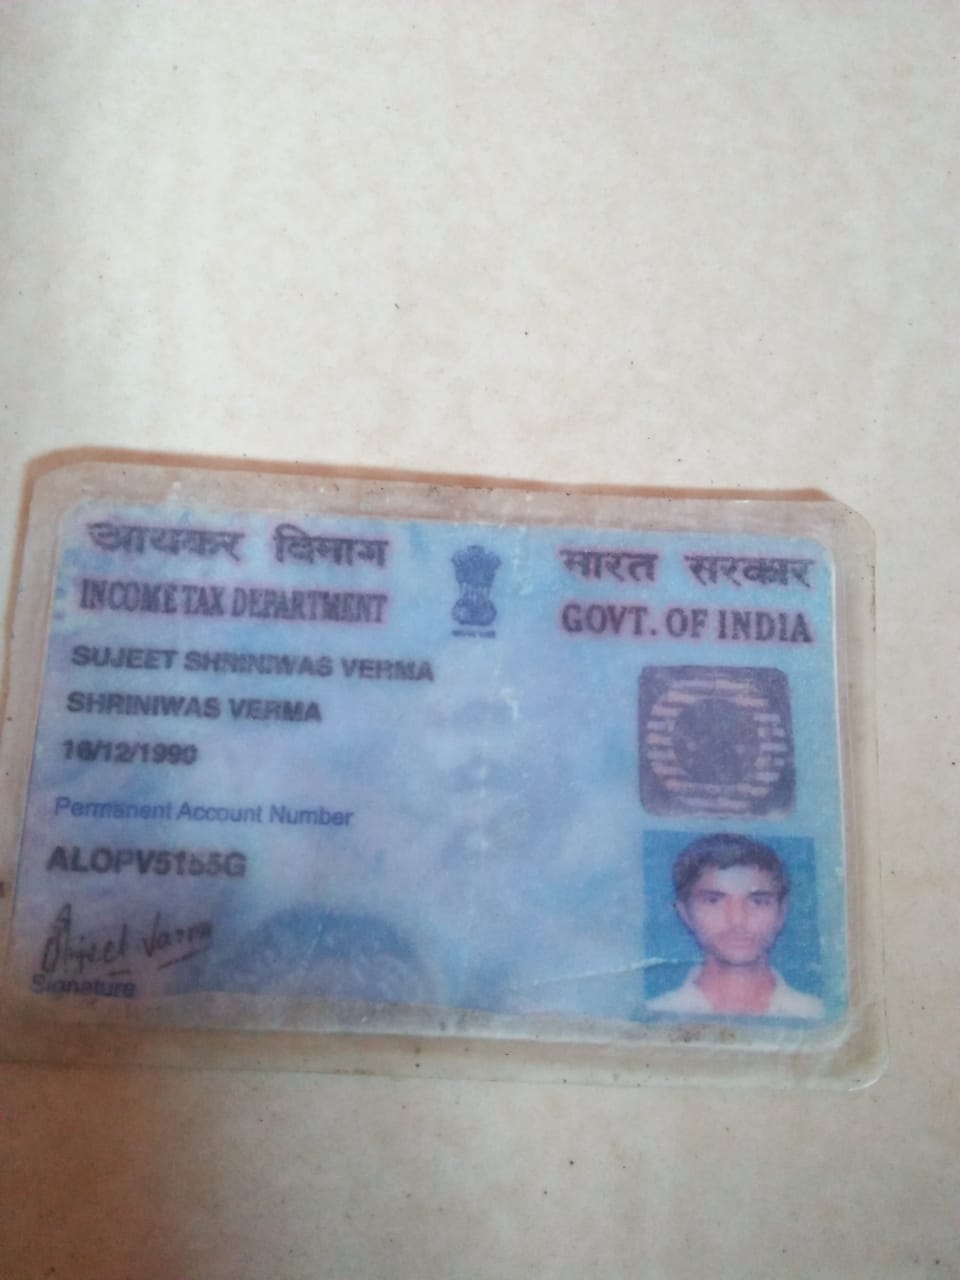 आयकर विभाग
INCOME TAX DEPARTMENT
भारत सरकार
GOVT. OF INDIA
SUJEET SHRINIWAS VERMA
SHRINIWAS VERMA
16/12/1990
Permanent Account Number
ALOPV5155G
Sujeet Varma
Signature